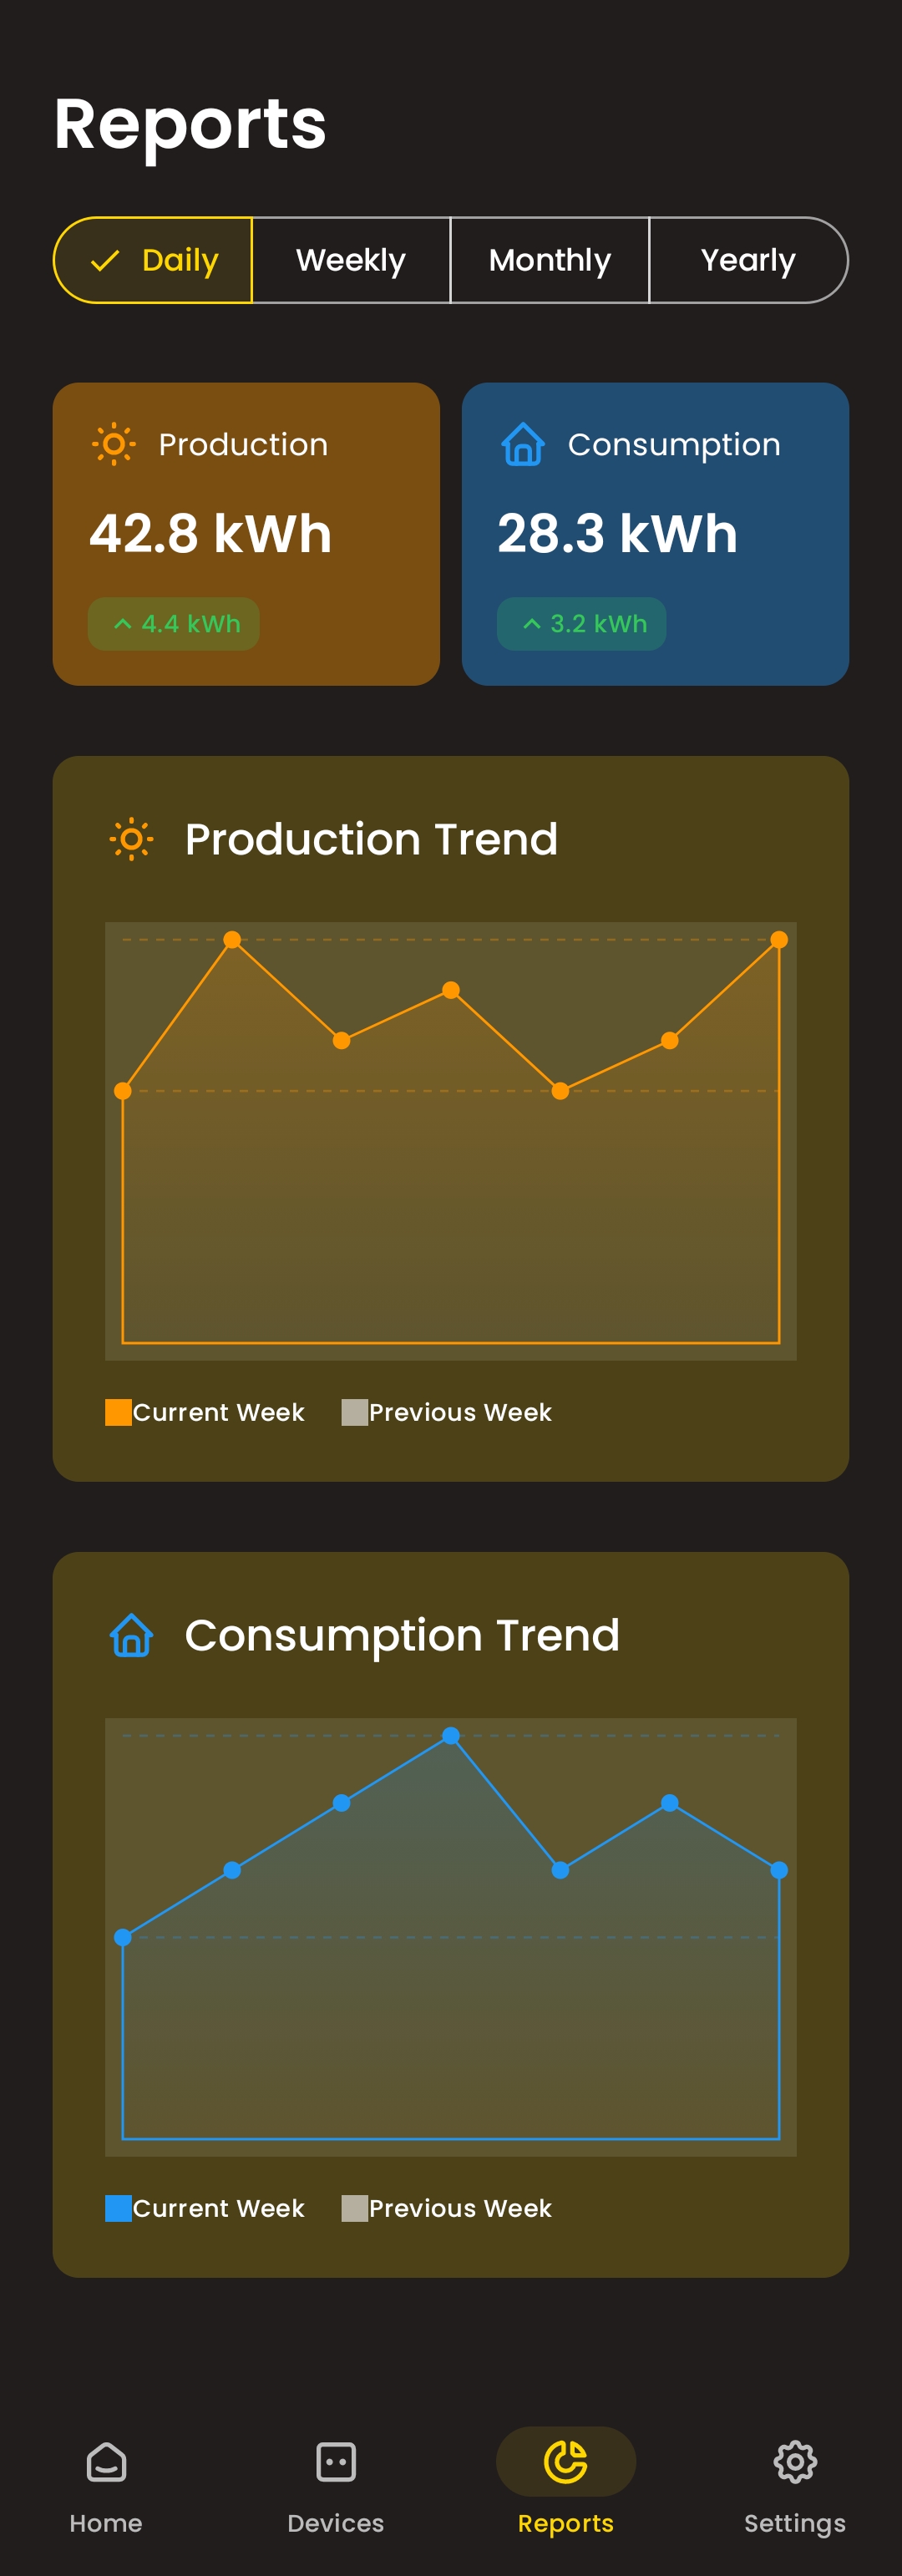 Reports
Daily Weekly Monthly Yearly
Production
42.8 kWh
4.4 kWh
Consumption
28.3 kWh
3.2 kWh
Production Trend
Current Week Previous Week
Consumption Trend
Current Week Previous Week
Home Devices Reports Settings